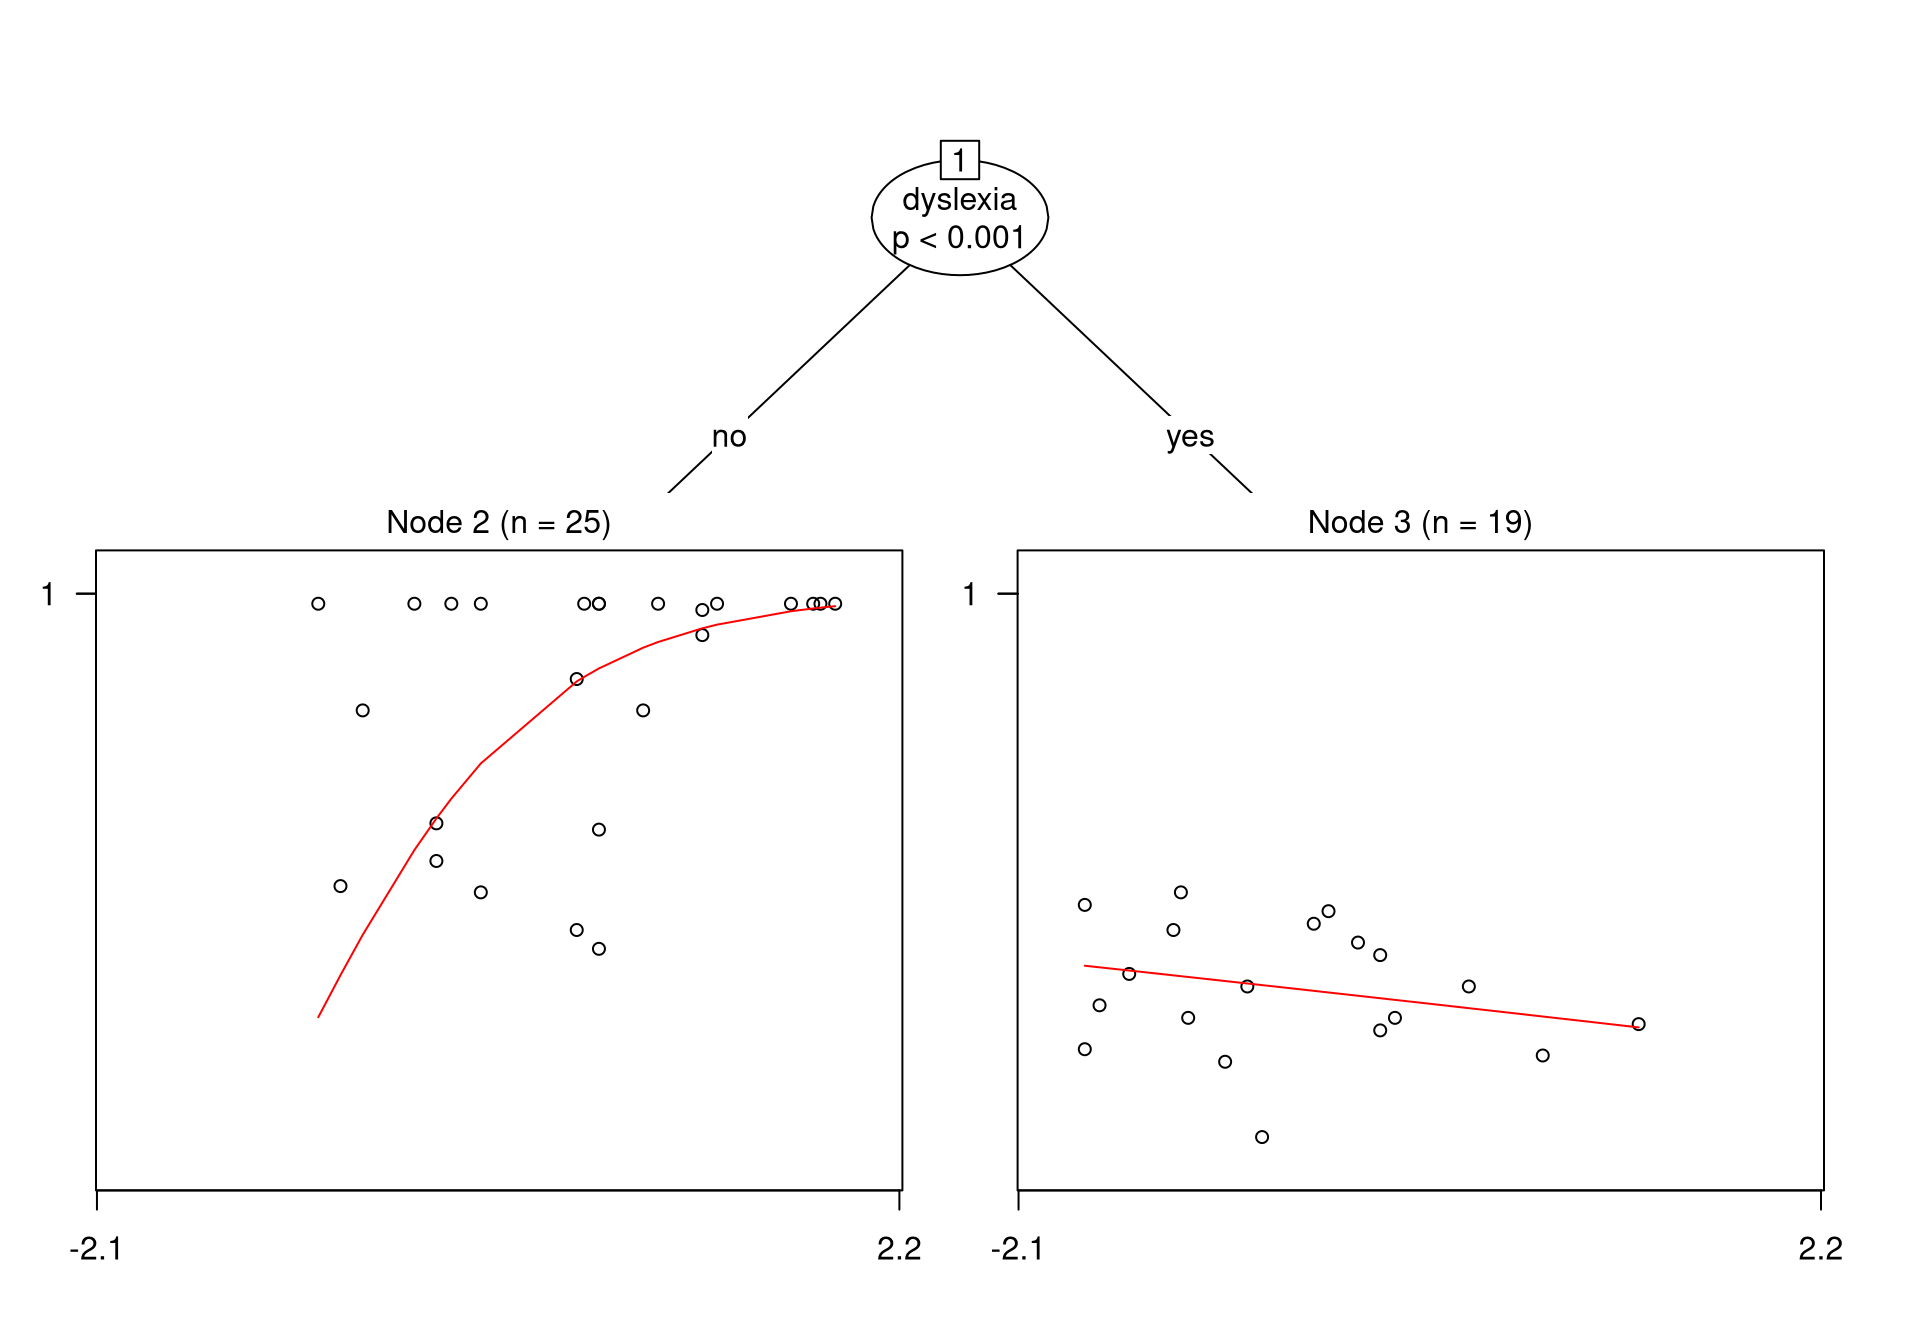 1
dyslexia
p < 0.001
no
yes
Node 2 (n = 25)
1
-2.1
2.2
Node 3 (n = 19)
1
-2.1
2.2